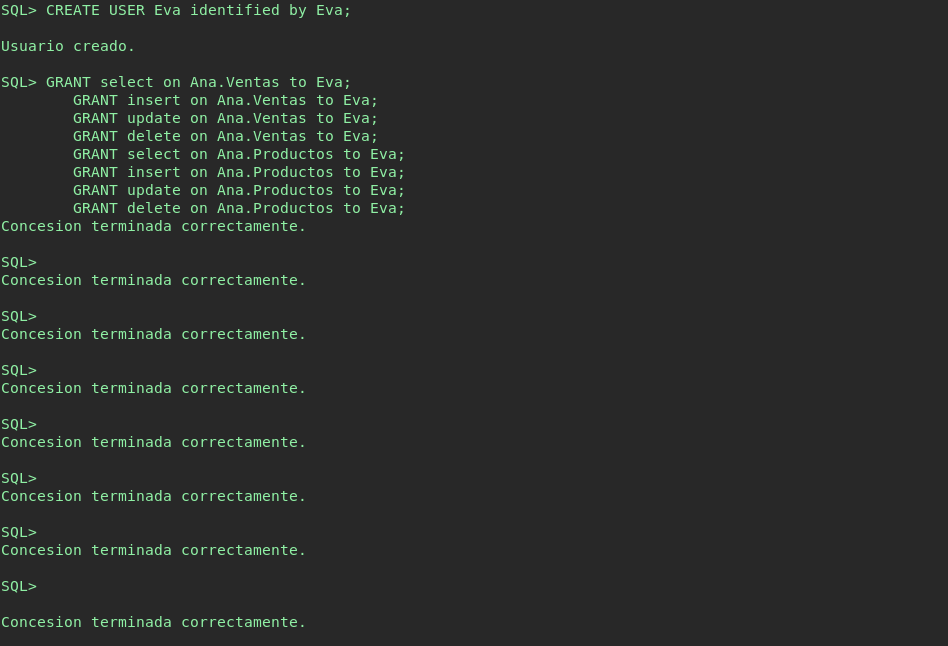 SQL> CREATE USER Eva identified by Eva;
Usuario creado.
SQL> GRANT select on Ana.Ventas to Eva;
GRANT insert on Ana.Ventas to Eva;
GRANT update on Ana.Ventas to Eva;
GRANT delete on Ana.Ventas to Eva;
GRANT select on Ana.Productos to Eva;
GRANT insert on Ana.Productos to Eva;
GRANT update on Ana.Productos to Eva;
GRANT delete on Ana.Productos to Eva;
Concesion terminada correctamente.
SQL>
Concesion terminada correctamente.
SQL>
Concesion terminada correctamente.
SQL>
Concesion terminada correctamente.
SQL>
Concesion terminada correctamente.
SQL>
Concesion terminada correctamente.
SQL>
Concesion terminada correctamente.
SQL>
Concesion terminada correctamente.